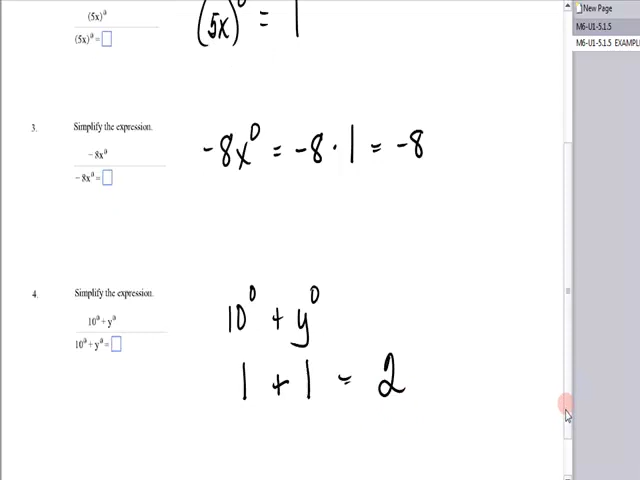 New Page
M6-U1-5.1.5
M6-U1-5.1.5 EXAMPL
(5x)⁰
(5x)⁰ =
(5x)⁰ = 1
3. Simplify the expression.
-8x⁰
-8x⁰ =
-8x⁰ = -8 · 1 = -8
4. Simplify the expression.
10⁰ + y⁰
10⁰ + y⁰ =
10⁰ + y⁰
1 + 1 = 2